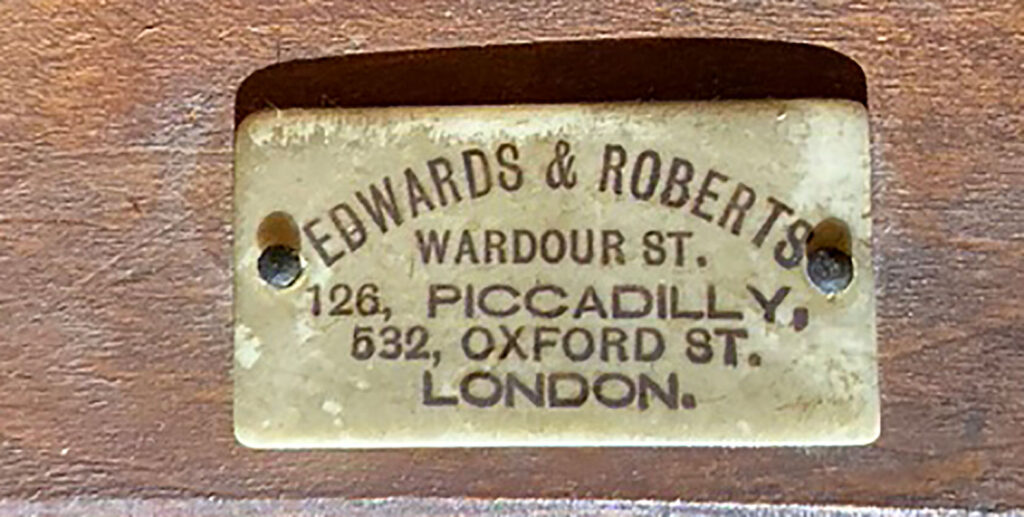 EDWARDS & ROBERTS
WARDOUR ST.
126, PICCADILLY,
532, OXFORD ST.
LONDON.